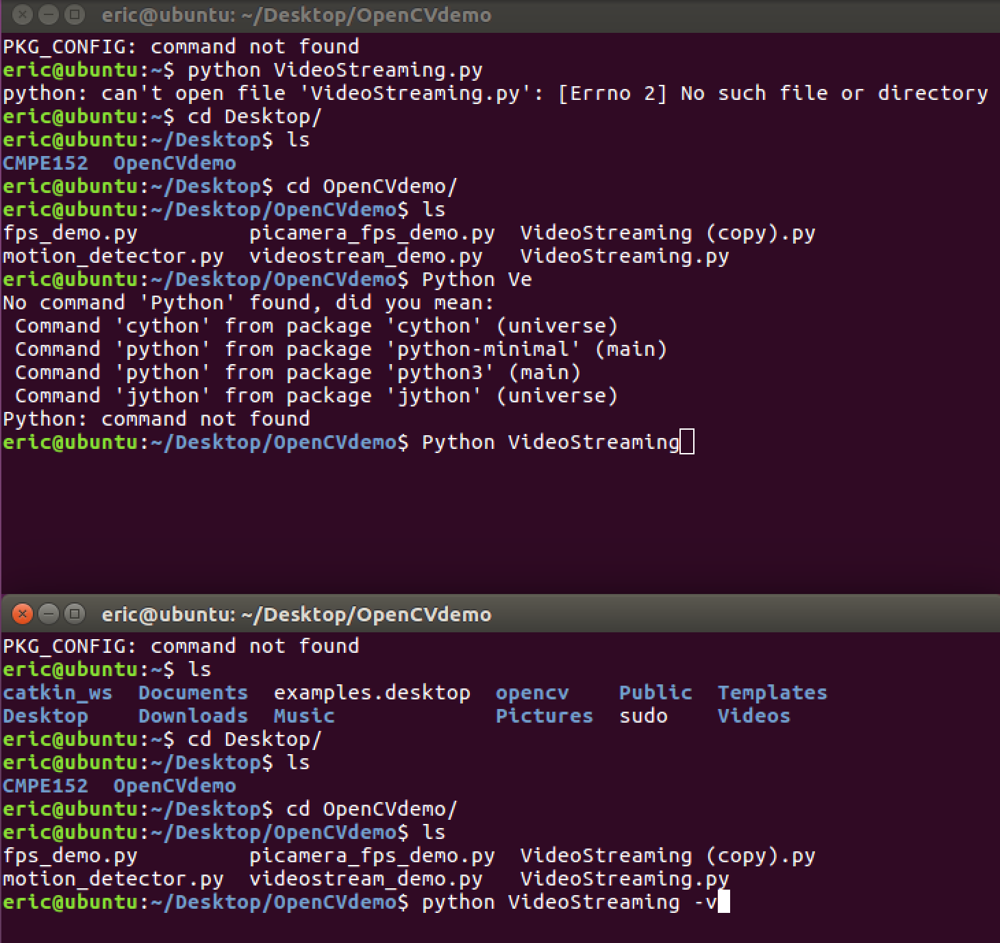 eric@ubuntu: ~/Desktop/OpenCVdemo
PKG_CONFIG: command not found
eric@ubuntu:~$ python VideoStreaming.py
python: can't open file 'VideoStreaming.py': [Errno 2] No such file or directory
eric@ubuntu:~$ cd Desktop/
eric@ubuntu:~/Desktop$ ls
CMPE152  OpenCVdemo
eric@ubuntu:~/Desktop$ cd OpenCVdemo/
eric@ubuntu:~/Desktop/OpenCVdemo$ ls
fps_demo.py         picamera_fps_demo.py  VideoStreaming (copy).py
motion_detector.py  videostream_demo.py   VideoStreaming.py
eric@ubuntu:~/Desktop/OpenCVdemo$ Python Ve
No command 'Python' found, did you mean:
 Command 'cython' from package 'cython' (universe)
 Command 'python' from package 'python-minimal' (main)
 Command 'python' from package 'python3' (main)
 Command 'jython' from package 'jython' (universe)
Python: command not found
eric@ubuntu:~/Desktop/OpenCVdemo$ Python VideoStreaming
eric@ubuntu: ~/Desktop/OpenCVdemo
PKG_CONFIG: command not found
eric@ubuntu:~$ ls
catkin_ws  Documents  examples.desktop  opencv    Public  Templates
Desktop    Downloads  Music             Pictures  sudo    Videos
eric@ubuntu:~$ cd Desktop/
eric@ubuntu:~/Desktop$ ls
CMPE152  OpenCVdemo
eric@ubuntu:~/Desktop$ cd OpenCVdemo/
eric@ubuntu:~/Desktop/OpenCVdemo$ ls
fps_demo.py         picamera_fps_demo.py  VideoStreaming (copy).py
motion_detector.py  videostream_demo.py   VideoStreaming.py
eric@ubuntu:~/Desktop/OpenCVdemo$ python VideoStreaming -v